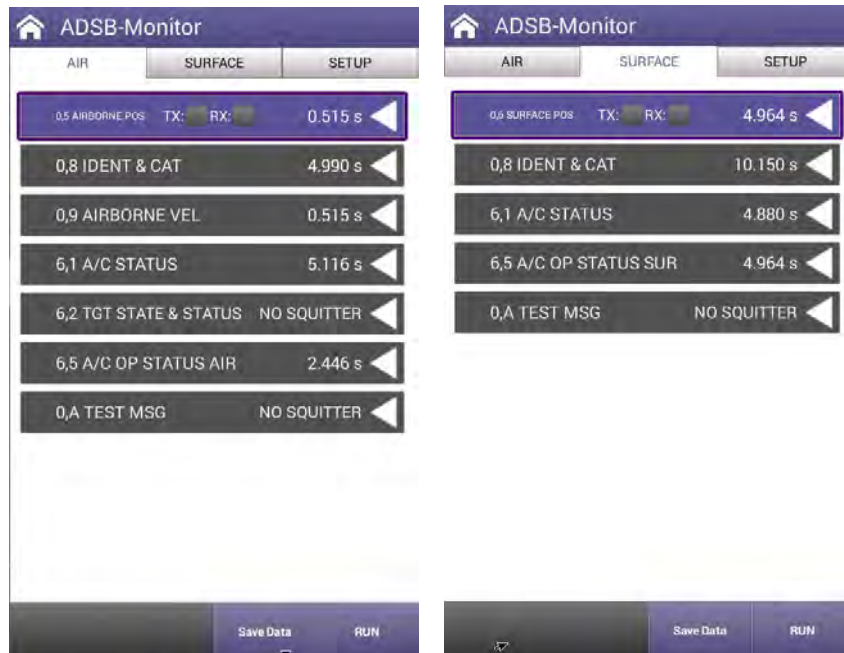 ADSB-Monitor
AIR SURFACE SETUP
0,5 AIRBORNE POS TX: RX: 0.515 s
0,8 IDENT & CAT 4.990 s
0,9 AIRBORNE VEL 0.515 s
6,1 A/C STATUS 5.116 s
6,2 TGT STATE & STATUS NO SQUITTER
6,5 A/C OP STATUS AIR 2.446 s
0,A TEST MSG NO SQUITTER
Save Data RUN
ADSB-Monitor
AIR SURFACE SETUP
0,6 SURFACE POS TX: RX: 4.964 s
0,8 IDENT & CAT 10.150 s
6,1 A/C STATUS 4.880 s
6,5 A/C OP STATUS SUR 4.964 s
0,A TEST MSG NO SQUITTER
Save Data RUN